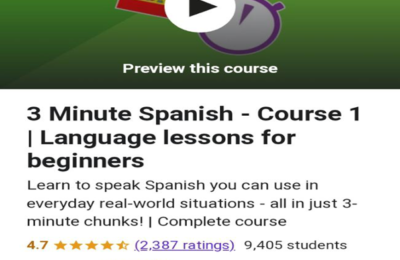 Preview this course
3 Minute Spanish - Course 1
| Language lessons for
beginners
Learn to speak Spanish you can use in
everyday real-world situations - all in just 3-
minute chunks! | Complete course
4.7 (2,387 ratings) 9,405 students